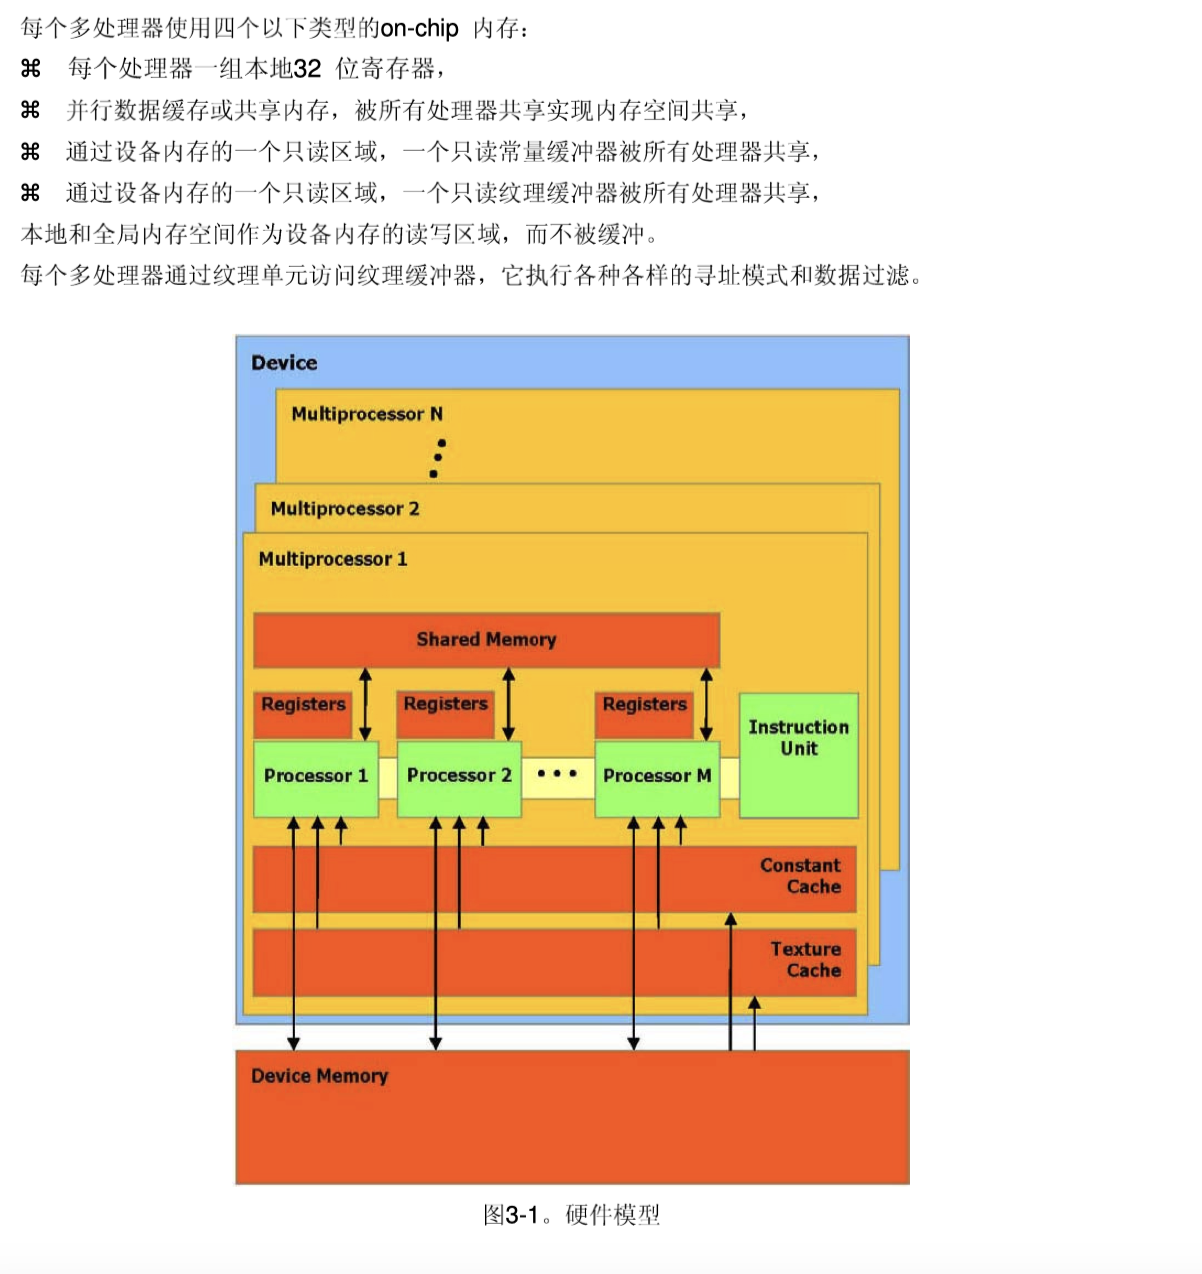 每个多处理器使用四个以下类型的on-chip 内存：
⌘ 每个处理器一组本地32 位寄存器，
⌘ 并行数据缓存或共享内存，被所有处理器共享实现内存空间共享，
⌘ 通过设备内存的一个只读区域，一个只读常量缓冲器被所有处理器共享，
⌘ 通过设备内存的一个只读区域，一个只读纹理缓冲器被所有处理器共享，
本地和全局内存空间作为设备内存的读写区域，而不被缓冲。
每个多处理器通过纹理单元访问纹理缓冲器，它执行各种各样的寻址模式和数据过滤。
Device
Multiprocessor N
Multiprocessor 2
Multiprocessor 1
Shared Memory
Registers
Registers
Registers
Instruction
Unit
Processor 1
Processor 2
•••
Processor M
Constant
Cache
Texture
Cache
Device Memory
图3-1。硬件模型